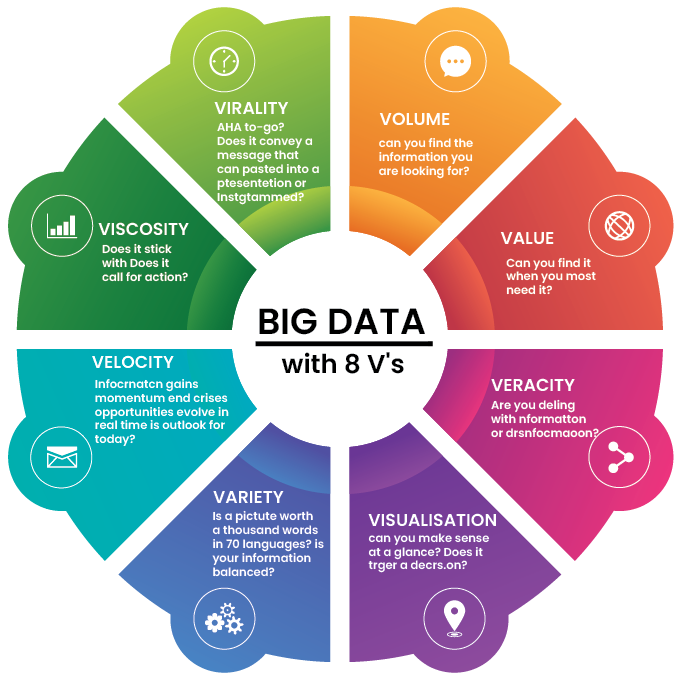 BIG DATA
with 8 V's
VIRALITY
AHA to-go?
Does it convey a
message that
can pasted into a
ptesentetion or
Instgtammed?
VOLUME
can you find the
information you
are looking for?
VALUE
Can you find it
when you most
need it?
VERACITY
Are you deling
with nformatton
or drsnfocmaoon?
VISUALISATION
can you make sense
at a glance? Does it
trger a decrs.on?
VARIETY
Is a pictute worth
a thousand words
in 70 languages? is
your information
balanced?
VELOCITY
Infocrnatcn gains
momentum end crises
opportunities evolve in
real time is outlook for
today?
VISCOSITY
Does it stick
with Does it
call for action?